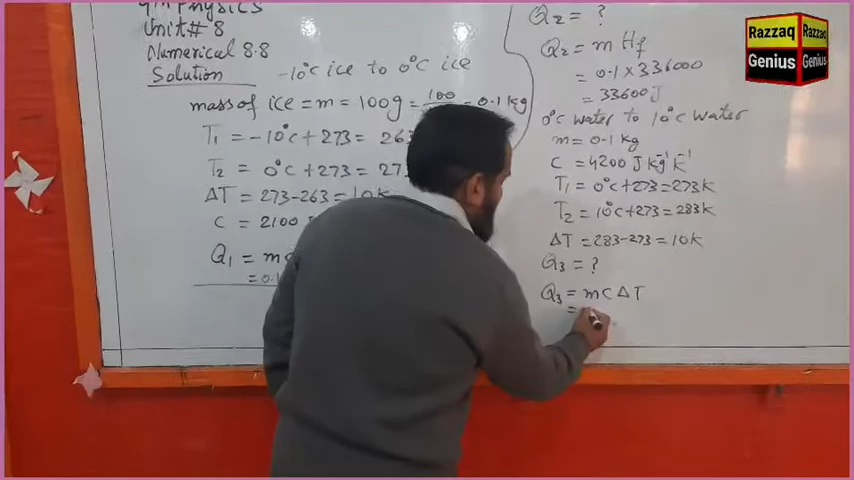 9th Physics
Unit # 8
Numerical 8.8
Solution
-10°C ice to 0°C ice
mass of ice = m = 100g = 100 = 0.1 kg
T₁ = -10°C + 273 = 263
T₂ = 0°C + 273 = 27
ΔT = 273-263 = 10K
C = 2100
Q₁ = m
= 0.1
Q₂ = ?
Q₂ = m Hf
= 0.1 x 336000
= 33600 J
0°C water to 10°C water
m = 0.1 kg
C = 4200 J kg⁻¹ K⁻¹
T₁ = 0°C + 273 = 273K
T₂ = 10°C + 273 = 283K
ΔT = 283-273 = 10K
Q₃ = ?
Q₃ = m C ΔT
=
Razzaq Razzaq
Genius Genius